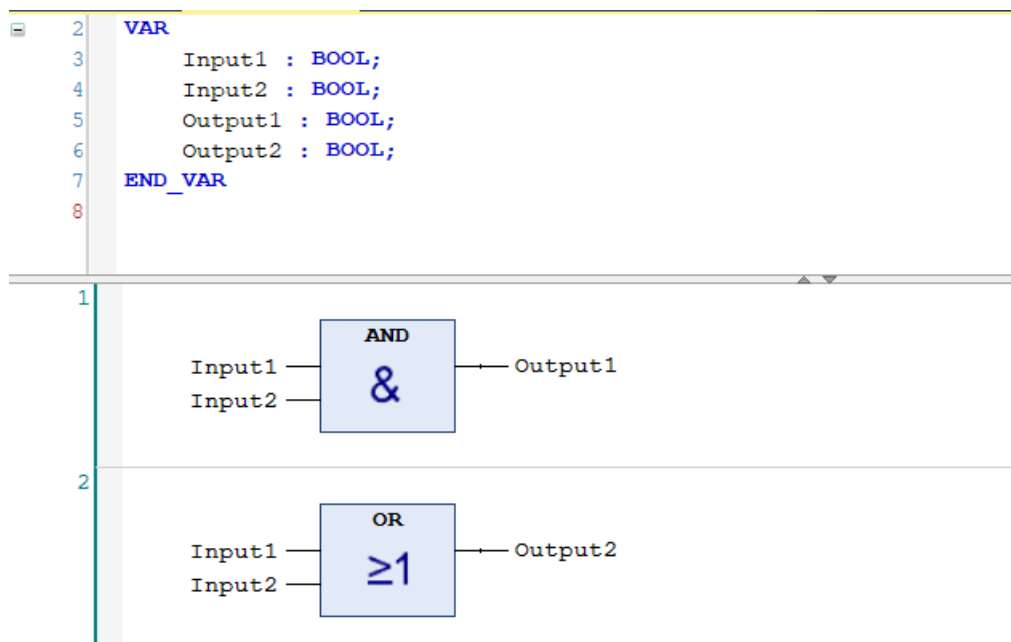 2 VAR
3 Input1 : BOOL;
4 Input2 : BOOL;
5 Output1 : BOOL;
6 Output2 : BOOL;
7 END_VAR
8
1
AND
Input1 & Output1
Input2
2
OR
Input1 ≥1 Output2
Input2